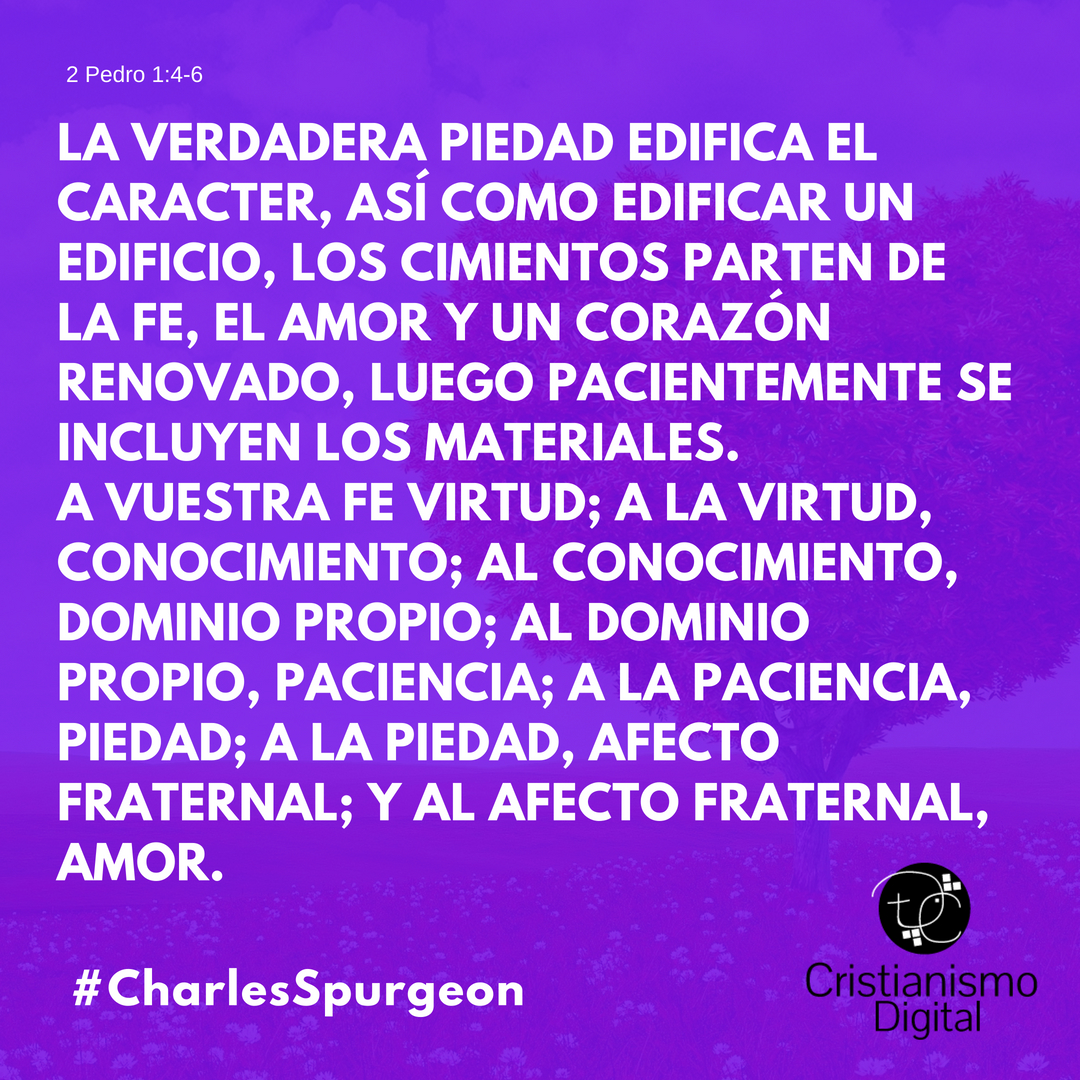 2 Pedro 1:4-6
LA VERDADERA PIEDAD EDIFICA EL
CARACTER, ASÍ COMO EDIFICAR UN
EDIFICIO, LOS CIMIENTOS PARTEN DE
LA FE, EL AMOR Y UN CORAZÓN
RENOVADO, LUEGO PACIENTEMENTE SE
INCLUYEN LOS MATERIALES.
A VUESTRA FE VIRTUD; A LA VIRTUD,
CONOCIMIENTO; AL CONOCIMIENTO,
DOMINIO PROPIO; AL DOMINIO
PROPIO, PACIENCIA; A LA PACIENCIA,
PIEDAD; A LA PIEDAD, AFECTO
FRATERNAL; Y AL AFECTO FRATERNAL,
AMOR.
#CharlesSpurgeon
Cristianismo
Digital